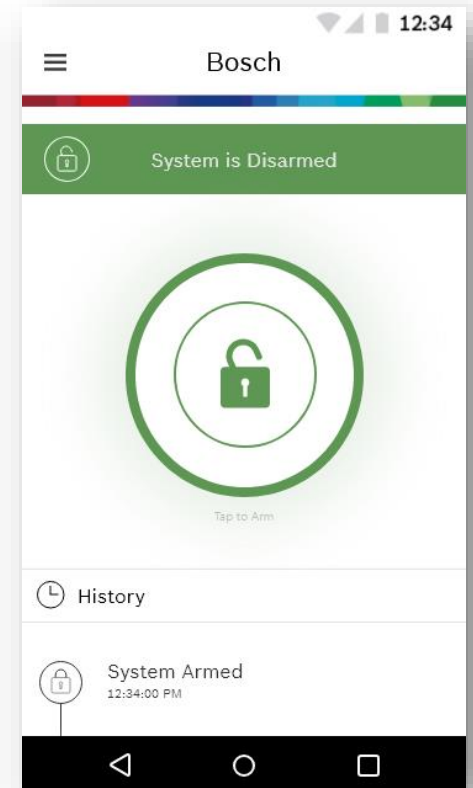 12:34
Bosch
System is Disarmed
Tap to Arm
History
System Armed
12:34:00 PM